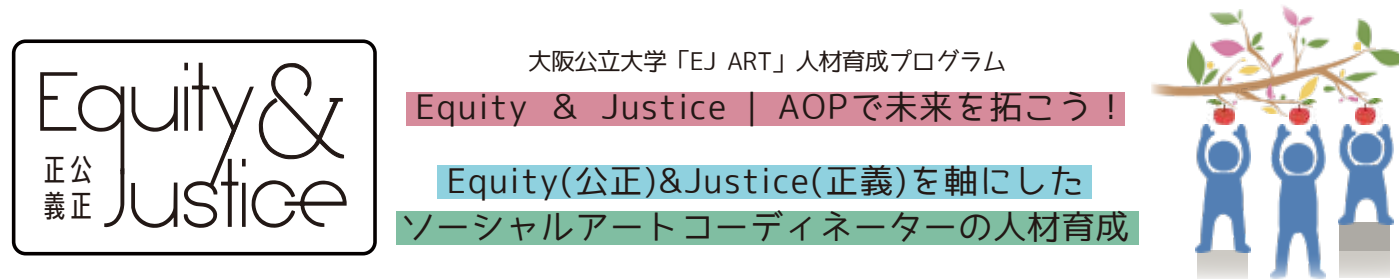 Equity &
公正
正義
Justice
大阪公立大学「EJ ART」人材育成プログラム
Equity & Justice | AOPで未来を拓こう！
Equity(公正)&Justice(正義)を軸にした
ソーシャルアートコーディネーターの人材育成